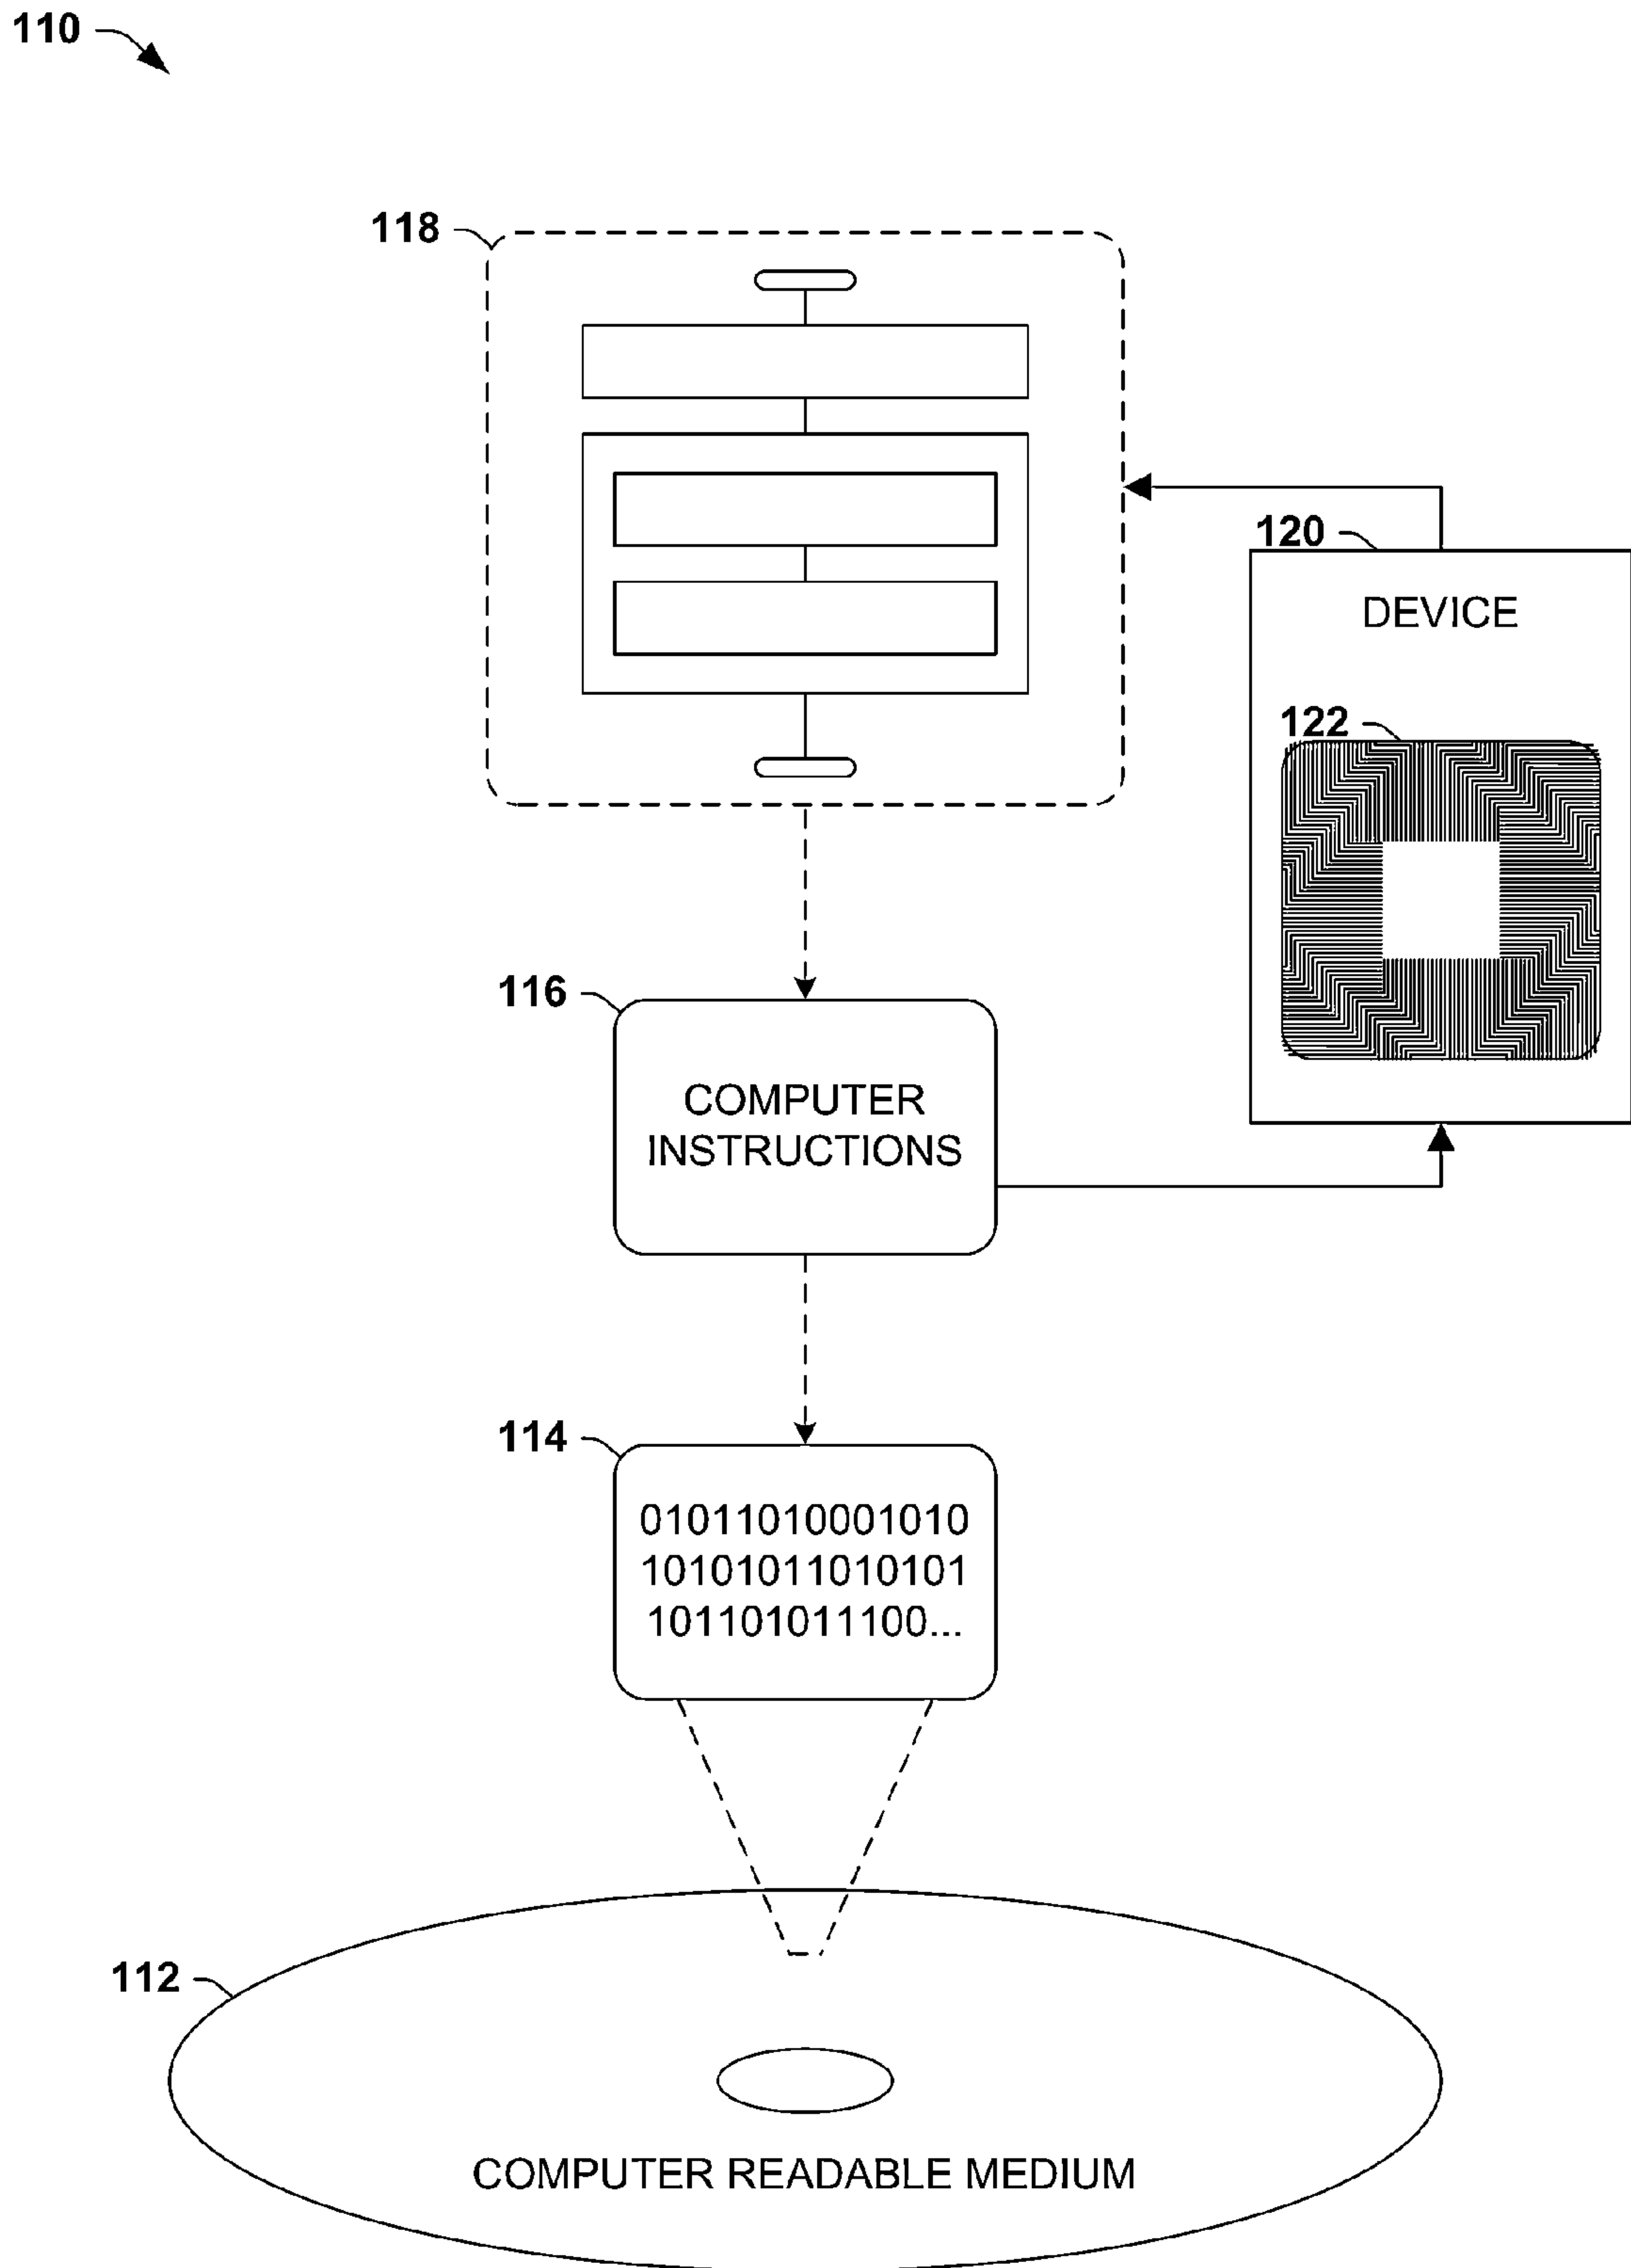 110
118
120
DEVICE
122
116
COMPUTER
INSTRUCTIONS
114
01011010001010
10101011010101
101101011100...
112
COMPUTER READABLE MEDIUM